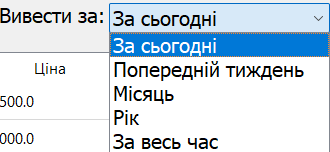 Вивести за: За сьогодні
За сьогодні
Ціна
Попередній тиждень
500.0
Місяць
Рік
000.0
За весь час